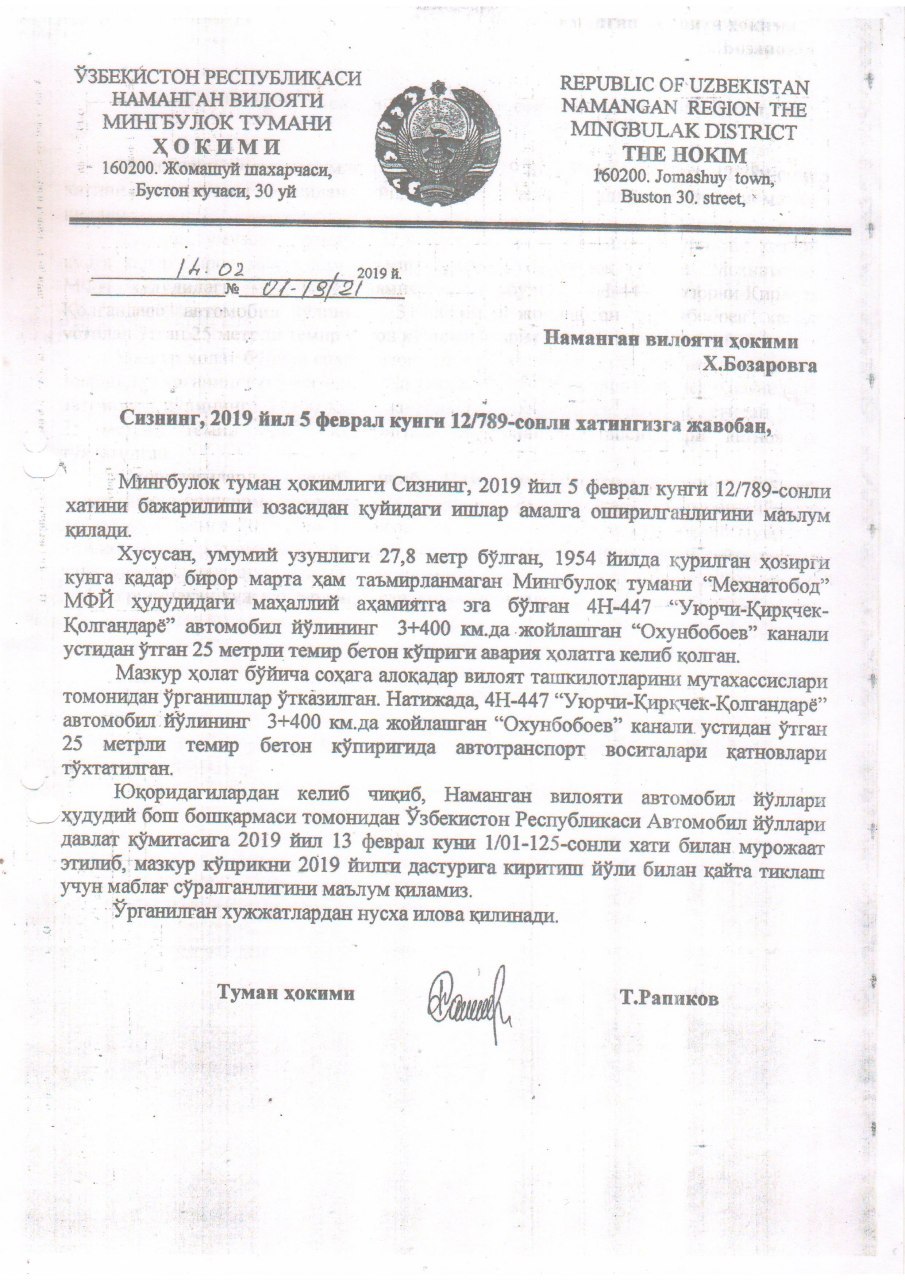 ЎЗБЕКИСТОН РЕСПУБЛИКАСИ
НАМАНГАН ВИЛОЯТИ
МИНГБУЛОК ТУМАНИ
ҲОКИМИ
160200. Жомашуй шахарчаси,
Бустон кучаси, 30 уй
REPUBLIC OF UZBEKISTAN
NAMANGAN REGION THE
MINGBULAK DISTRICT
THE HOKIM
160200. Jomashuy town,
Buston 30. street,
14.02 2019 й.
№ 01-19/21
Наманган вилояти ҳокими
Х.Бозаровга
Сизнинг, 2019 йил 5 феврал кунги 12/789-сонли хатингизга жавобан,
Мингбулок туман ҳокимлиги Сизнинг, 2019 йил 5 феврал кунги 12/789-сонли
хатини бажарилиши юзасидан қуйидаги ишлар амалга оширилганлигини маълум
қилади.
Хусусан, умумий узунлиги 27,8 метр бўлган, 1954 йилда қурилган ҳозирги
кунга қадар бирор марта ҳам таъмирланмаган Мингбулоқ тумани “Мехнатобод”
МФЙ ҳудудидаги маҳаллий аҳамиятга эга бўлган 4Н-447 “Уюрчи-Қирқчек-
Қолгандарё” автомобил йўлининг 3+400 км.да жойлашган “Охунбобоев” канали
устидан ўтган 25 метрли темир бетон кўприги авария ҳолатга келиб қолган.
Мазкур ҳолат бўйича соҳага алоқадар вилоят ташкилотларини мутахассислари
томонидан ўрганишлар ўтказилган. Натижада, 4Н-447 “Уюрчи-Қирқчек-Қолгандарё”
автомобил йўлининг 3+400 км.да жойлашган “Охунбобоев” канали устидан ўтган
25 метрли темир бетон кўпиригида автотранспорт воситалари қатновлари
тўхтатилган.
Юқоридагилардан келиб чиқиб, Наманган вилояти автомобил йўллари
ҳудудий бош бошқармаси томонидан Ўзбекистон Республикаси Автомобил йўллари
давлат қўмитасига 2019 йил 13 феврал куни 1/01-125-сонли хати билан мурожаат
этилиб, мазкур кўприкни 2019 йилги дастурига киритиш йўли билан қайта тиклаш
учун маблағ сўралганлигини маълум қиламиз.
Ўрганилган хужжатлардан нусха илова қилинади.
Туман ҳокими
Т.Рапиков